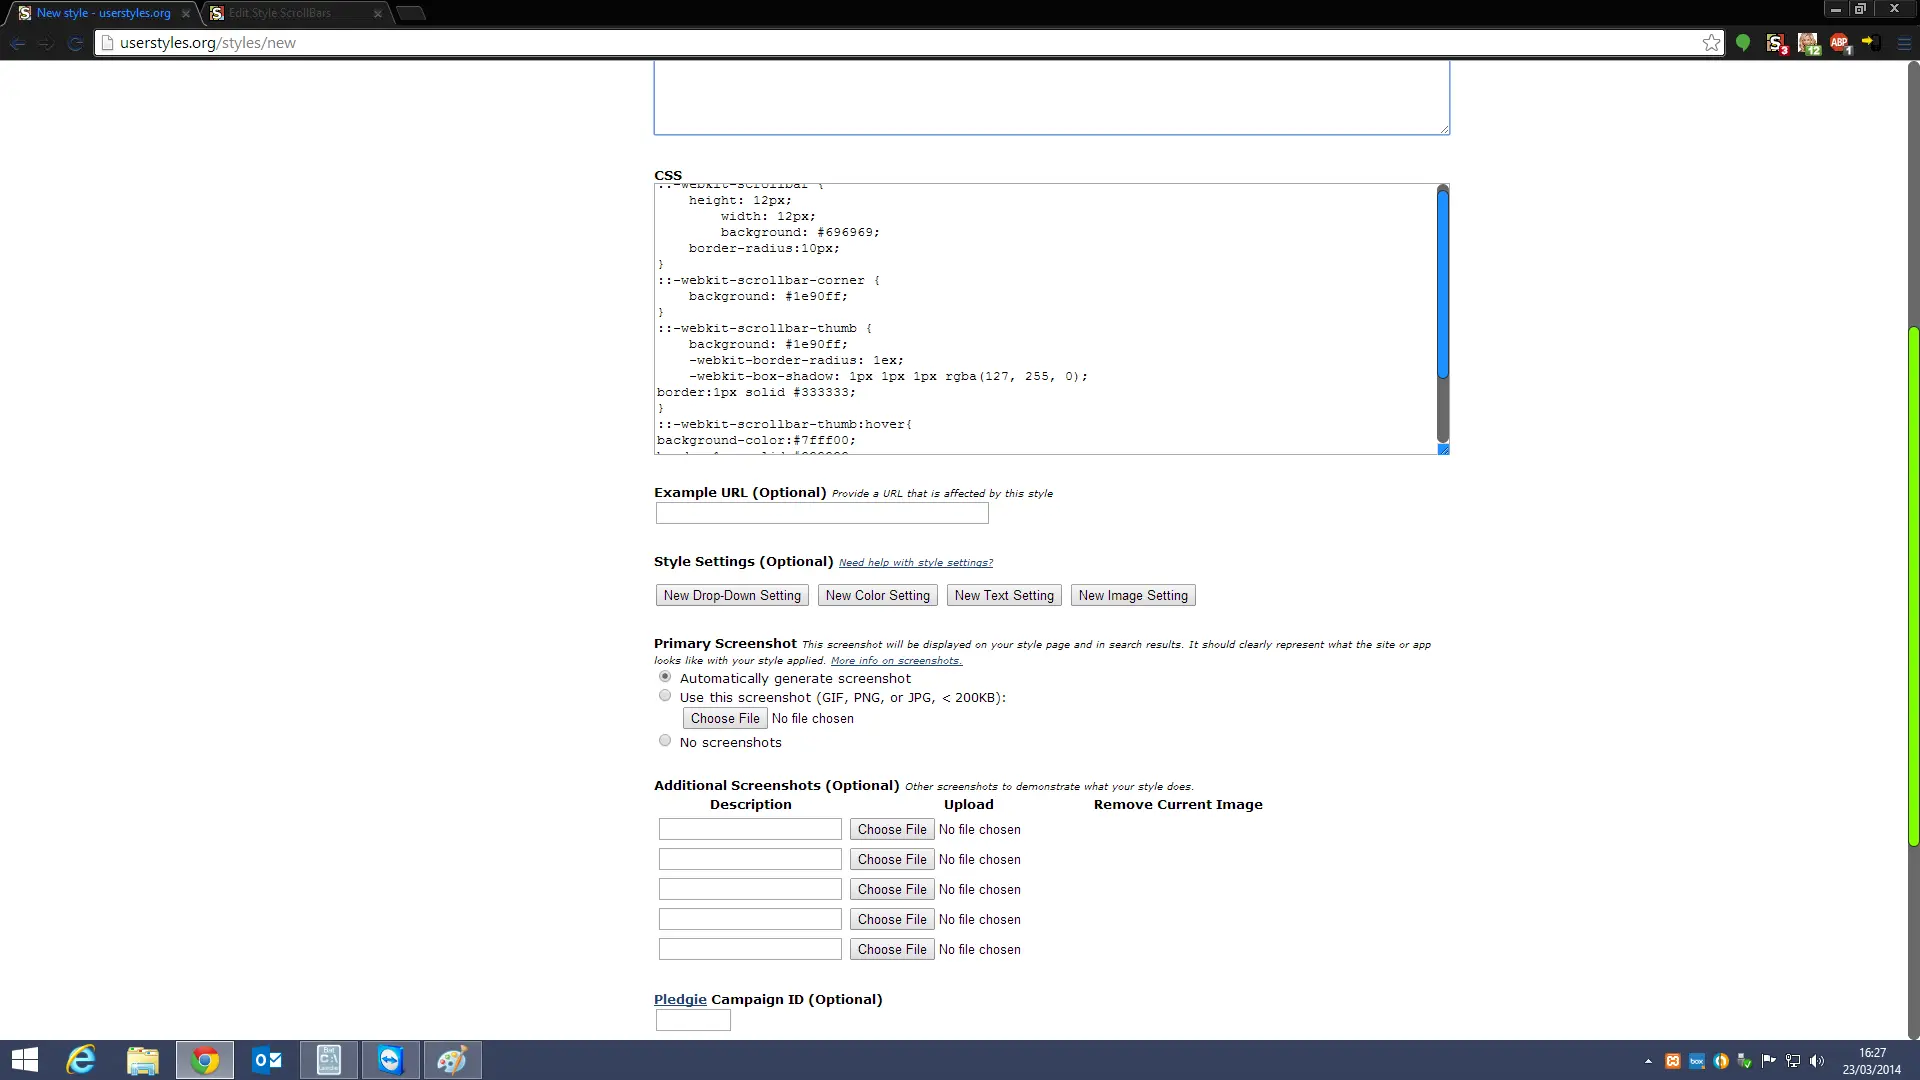 New style - userstyles.org
Edit Style ScrollBars
userstyles.org/styles/new
CSS
::-webkit-scrollbar {
height: 12px;
width: 12px;
background: #696969;
border-radius:10px;
}
::-webkit-scrollbar-corner {
background: #1e90ff;
}
::-webkit-scrollbar-thumb {
background: #1e90ff;
-webkit-border-radius: 1ex;
-webkit-box-shadow: 1px 1px 1px rgba(127, 255, 0);
border:1px solid #333333;
}
::-webkit-scrollbar-thumb:hover{
background-color:#7fff00;
Example URL (Optional) Provide a URL that is affected by this style
Style Settings (Optional) Need help with style settings?
New Drop-Down Setting New Color Setting New Text Setting New Image Setting
Primary Screenshot This screenshot will be displayed on your style page and in search results. It should clearly represent what the site or app
looks like with your style applied. More info on screenshots.
Automatically generate screenshot
Use this screenshot (GIF, PNG, or JPG, < 200KB):
Choose File No file chosen
No screenshots
Additional Screenshots (Optional) Other screenshots to demonstrate what your style does.
Description Upload Remove Current Image
Choose File No file chosen
Choose File No file chosen
Choose File No file chosen
Choose File No file chosen
Choose File No file chosen
Pledgie Campaign ID (Optional)
16:27
23/03/2014